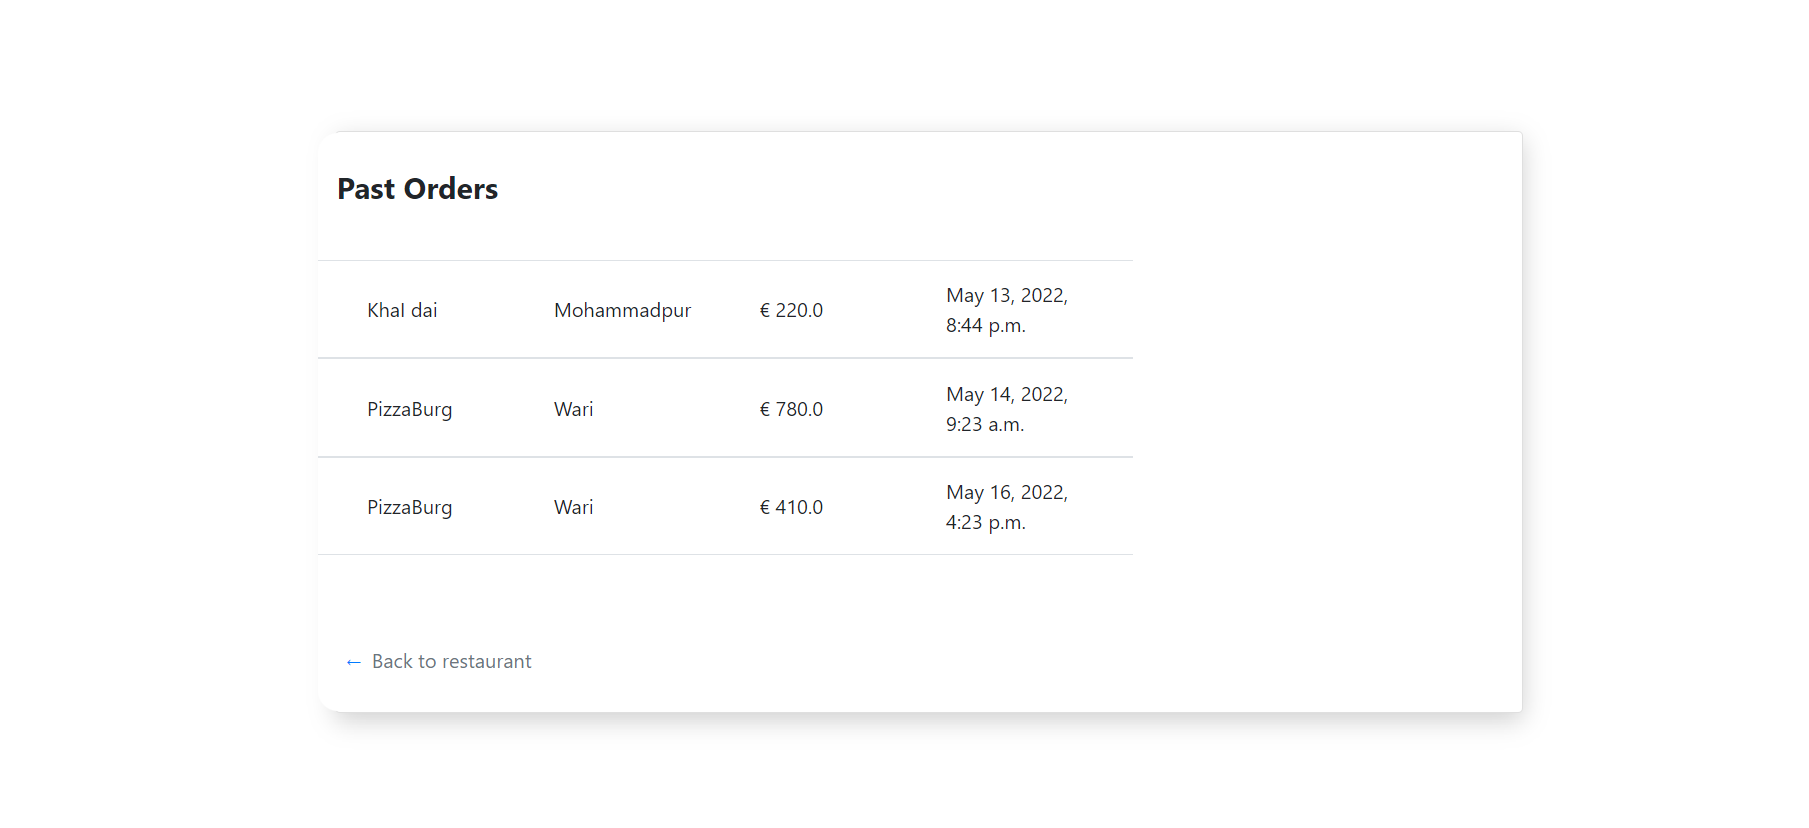 Past Orders
Khal dai Mohammadpur € 220.0 May 13, 2022,
8:44 p.m.
PizzaBurg Wari € 780.0 May 14, 2022,
9:23 a.m.
PizzaBurg Wari € 410.0 May 16, 2022,
4:23 p.m.
← Back to restaurant